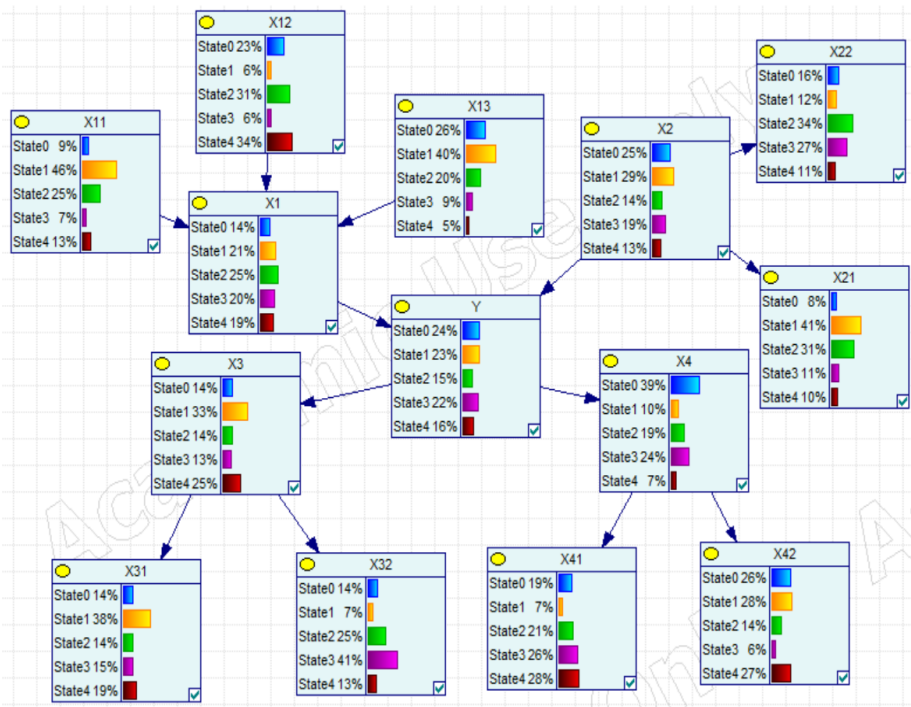 X12
State0 23%
State1 6%
State2 31%
State3 6%
State4 34%
X22
State0 16%
State1 12%
State2 34%
State3 27%
State4 11%
X11
State0 9%
State1 46%
State2 25%
State3 7%
State4 13%
X13
State0 26%
State1 40%
State2 20%
State3 9%
State4 5%
X2
State0 25%
State1 29%
State2 14%
State3 19%
State4 13%
X1
State0 14%
State1 21%
State2 25%
State3 20%
State4 19%
X21
State0 8%
State1 41%
State2 31%
State3 11%
State4 10%
Y
State0 24%
State1 23%
State2 15%
State3 22%
State4 16%
X3
State0 14%
State1 33%
State2 14%
State3 13%
State4 25%
X4
State0 39%
State1 10%
State2 19%
State3 24%
State4 7%
X31
State0 14%
State1 38%
State2 14%
State3 15%
State4 19%
X32
State0 14%
State1 7%
State2 25%
State3 41%
State4 13%
X41
State0 19%
State1 7%
State2 21%
State3 26%
State4 28%
X42
State0 26%
State1 28%
State2 14%
State3 6%
State4 27%